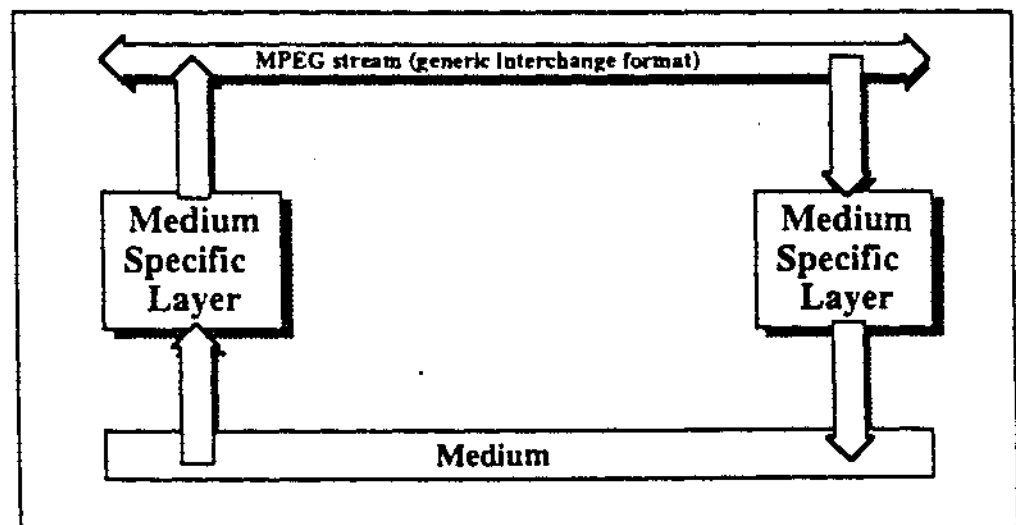 MPEG stream (generic interchange format)
Medium
Specific
Layer
Medium
Specific
Layer
Medium